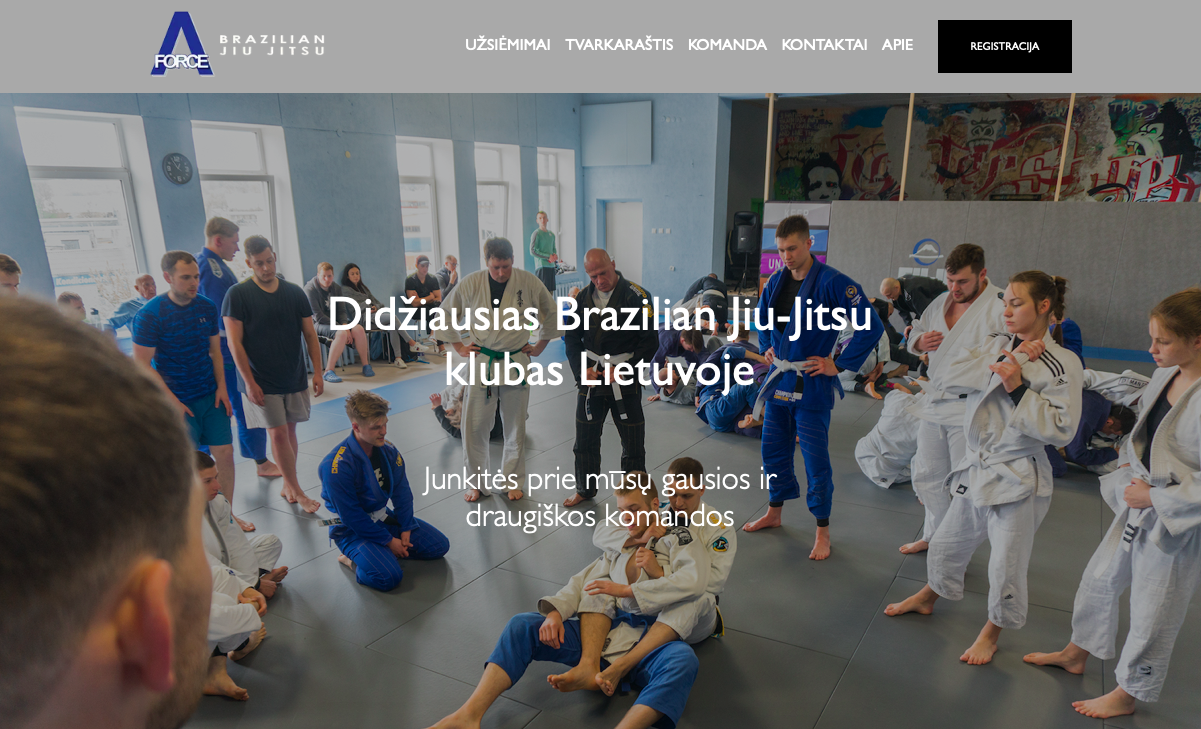 FORCE
BRAZILIAN
JIU JITSU
UŽSIĖMIMAI TVARKARAŠTIS KOMANDA KONTAKTAI APIE
REGISTRACIJA
Didžiausias Brazilian Jiu-Jitsu
klubas Lietuvoje
Junkitės prie mūsų gausios ir
draugiškos komandos